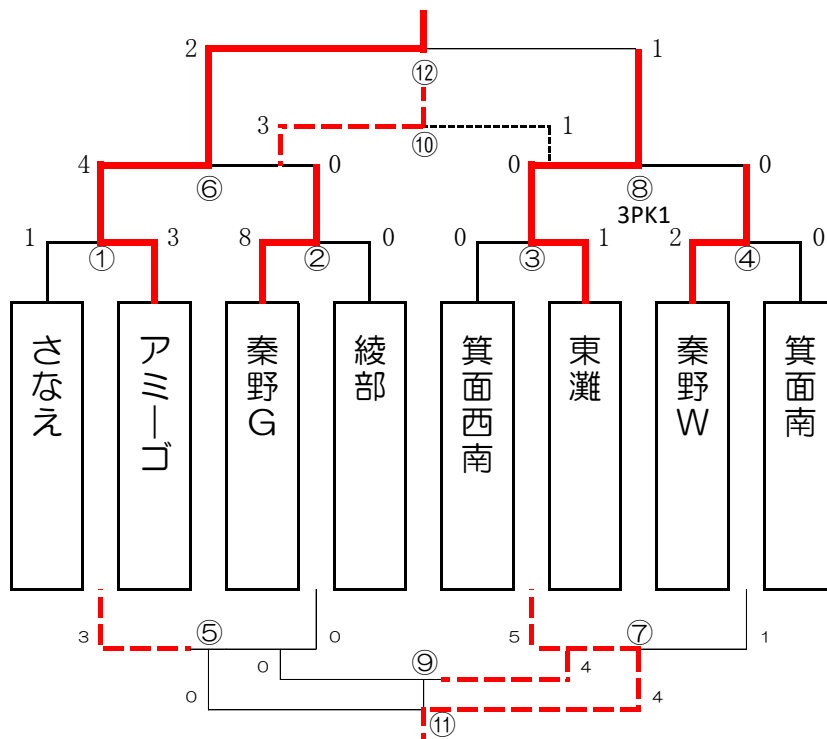 2 1
⑫
3 1
⑩
4 0 0 0
⑥ ⑧
3PK1
1 3 8 0 0 1 2 0
① ② ③ ④
さなえ
アミーゴ
秦野G
綾部
箕面西南
東灘
秦野W
箕面南
3 ⑤ 0 5 ⑦ 1
0 ⑨ 4
0 4
⑪